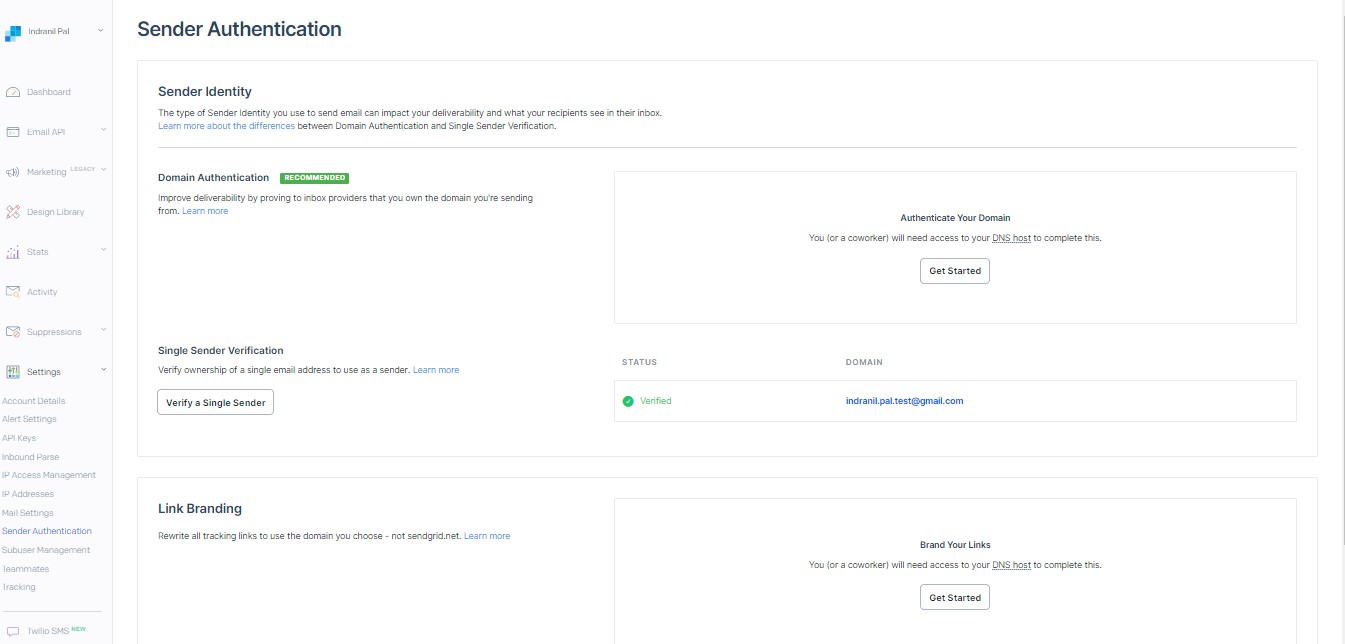 Indranil Pal
Dashboard
Email API
Marketing LEGACY
Design Library
Stats
Activity
Suppressions
Settings
Account Details
Alert Settings
API Keys
Inbound Parse
IP Access Management
IP Addresses
Mail Settings
Sender Authentication
Subuser Management
Teammates
Tracking
Twilio SMS NEW
Sender Authentication
Sender Identity
The type of Sender Identity you use to send email can impact your deliverability and what your recipients see in their inbox.
Learn more about the differences between Domain Authentication and Single Sender Verification.
Domain Authentication RECOMMENDED
Improve deliverability by proving to inbox providers that you own the domain you're sending
from. Learn more
Authenticate Your Domain
You (or a coworker) will need access to your DNS host to complete this.
Get Started
Single Sender Verification
Verify ownership of a single email address to use as a sender. Learn more
Verify a Single Sender
STATUS DOMAIN
Verified indranil.pal.test@gmail.com
Link Branding
Rewrite all tracking links to use the domain you choose - not sendgrid.net. Learn more
Brand Your Links
You (or a coworker) will need access to your DNS host to complete this.
Get Started